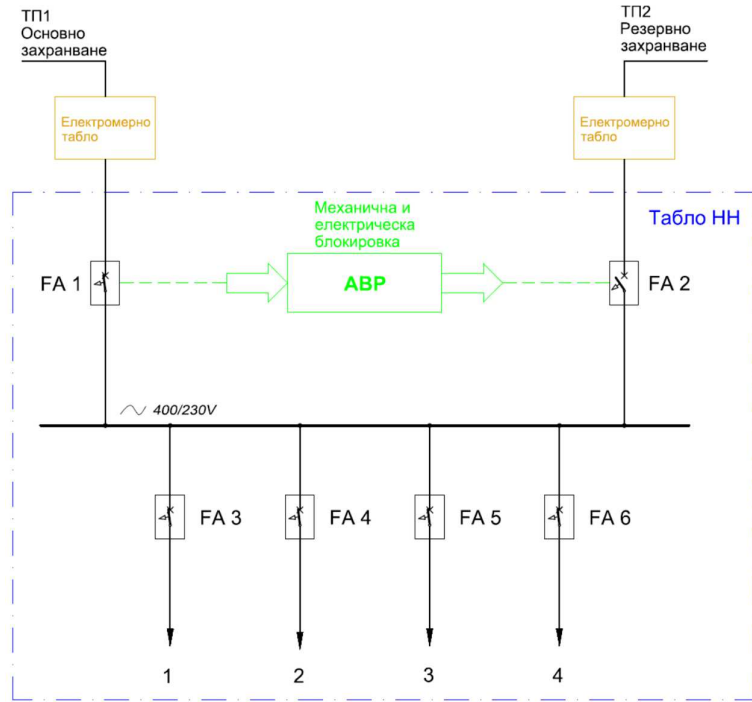 ТП1
Основно
захранване
ТП2
Резервно
захранване
Електромерно
табло
Електромерно
табло
Механична и
електрическа
блокировка
Табло НН
FA 1
АВР
FA 2
400/230V
FA 3
FA 4
FA 5
FA 6
1
2
3
4